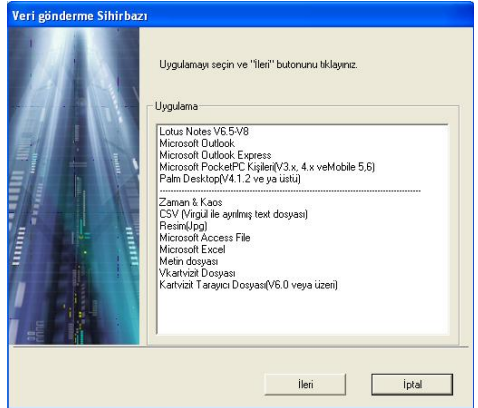 Veri gönderme Sihirbazı
Uygulamayı seçin ve "İleri" butonunu tıklayınız.
Uygulama
Lotus Notes V6.5-V8
Microsoft Outlook
Microsoft Outlook Express
Microsoft PocketPC Kişileri(V3.x, 4.x veMobile 5,6)
Palm Desktop(V4.1.2 ve ya üstü)
Zaman & Kaos
CSV (Virgül ile ayrılmış text dosyası)
Resim(Jpg)
Microsoft Access File
Microsoft Excel
Metin dosyası
Vkartvizit Dosyası
Kartvizit Tarayıcı Dosyası(V6.0 veya üzeri)
İleri
İptal